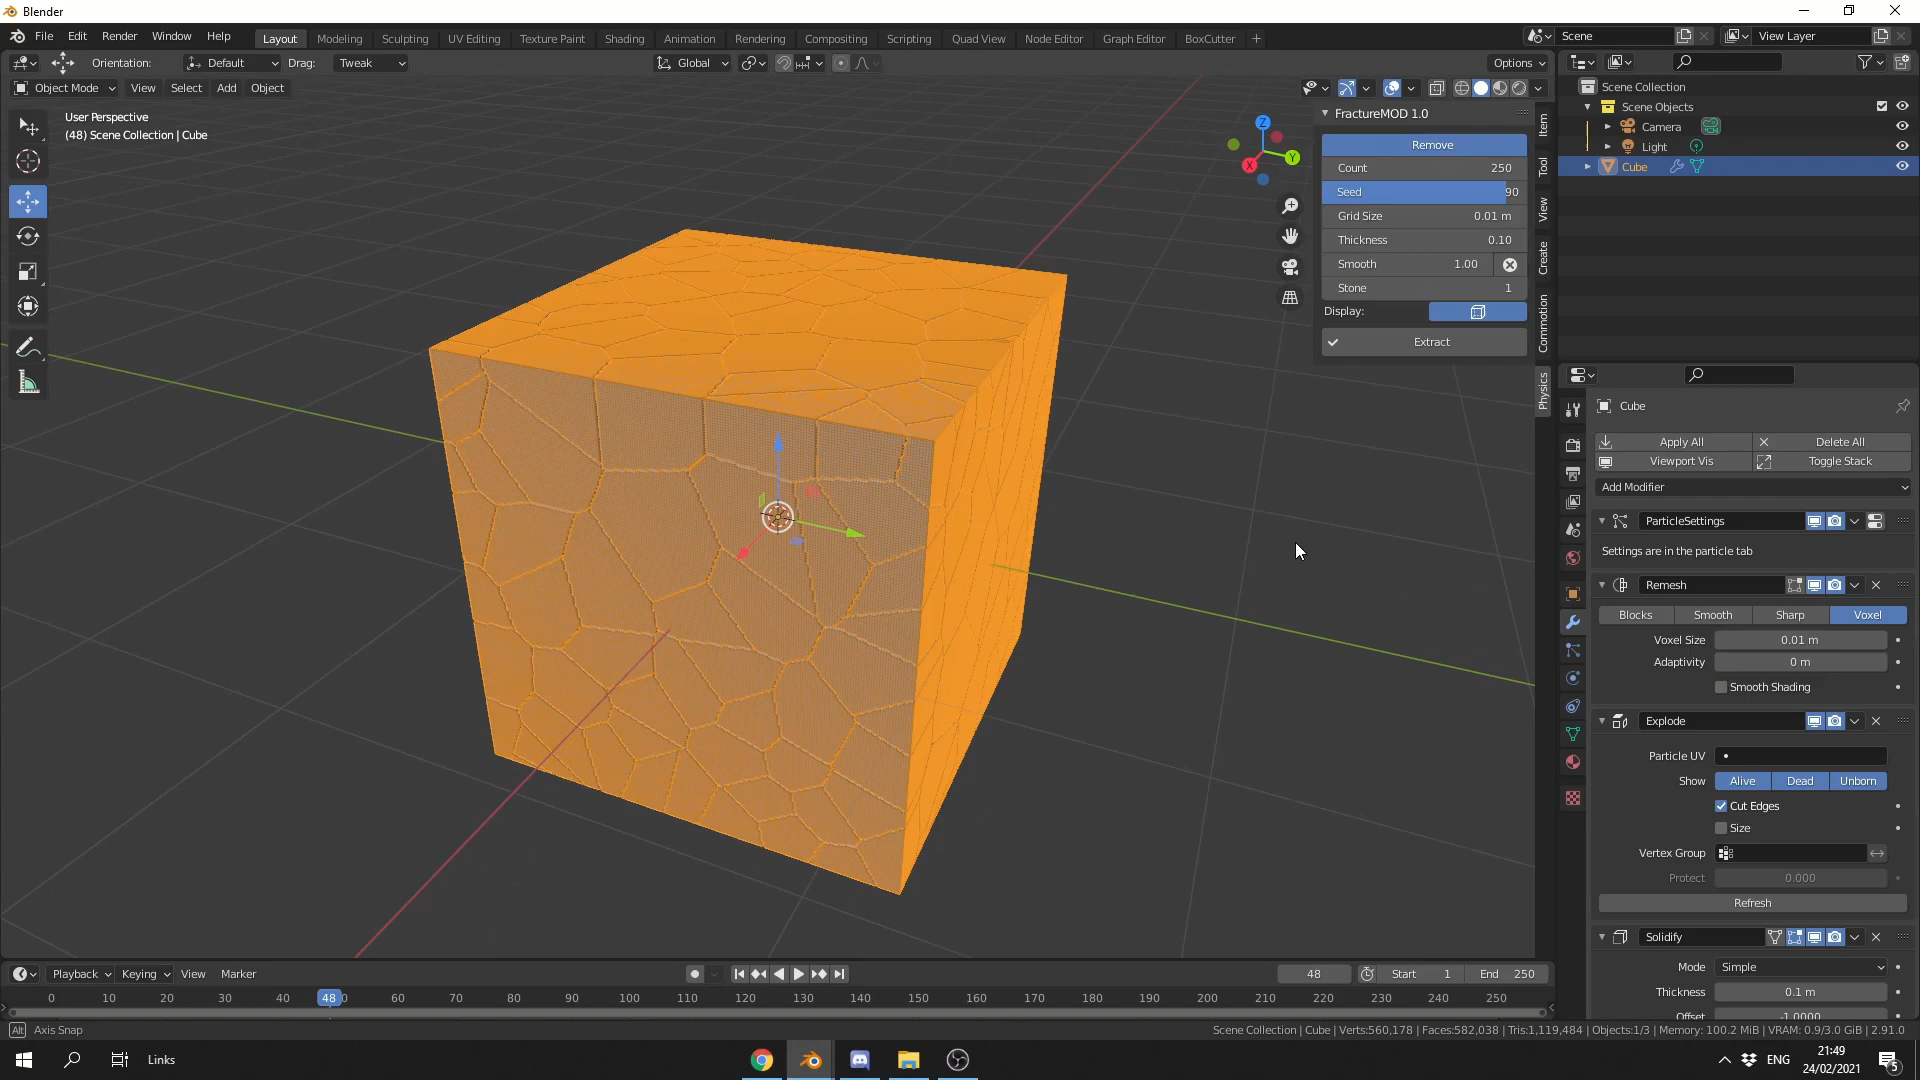 Blender
File Edit Render Window Help
Layout Modeling Sculpting UV Editing Texture Paint Shading Animation Rendering Compositing Scripting Quad View Node Editor Graph Editor BoxCutter +
Scene View Layer
Orientation: Default Drag: Tweak Global Options
Object Mode View Select Add Object
User Perspective
(48) Scene Collection | Cube
Z
Y
X
FractureMOD 1.0
Remove
Count 250
Seed 90
Grid Size 0.01 m
Thickness 0.10
Smooth 1.00
Stone 1
Display:
Extract
Item
Tool
View
Create
Commotion
Physics
Scene Collection
Scene Objects
Camera
Light
Cube
Cube
Apply All Delete All
Viewport Vis Toggle Stack
Add Modifier
ParticleSettings
Settings are in the particle tab
Remesh
Blocks Smooth Sharp Voxel
Voxel Size 0.01 m
Adaptivity 0 m
Smooth Shading
Explode
Particle UV
Show Alive Dead Unborn
Cut Edges
Size
Vertex Group
Protect 0.000
Refresh
Solidify
Mode Simple
Thickness 0.1 m
Offset -1.0000
Playback Keying View Marker
48 Start 1 End 250
0 10 20 30 40 48 60 70 80 90 100 110 120 130 140 150 160 170 180 190 200 210 220 230 240 250
Alt Axis Snap
Scene Collection | Cube | Verts:560,178 | Faces:582,038 | Tris:1,119,484 | Objects:1/3 | Memory: 100.2 MiB | VRAM: 0.9/3.0 GiB | 2.91.0
Links
ENG
21:49
24/02/2021
5